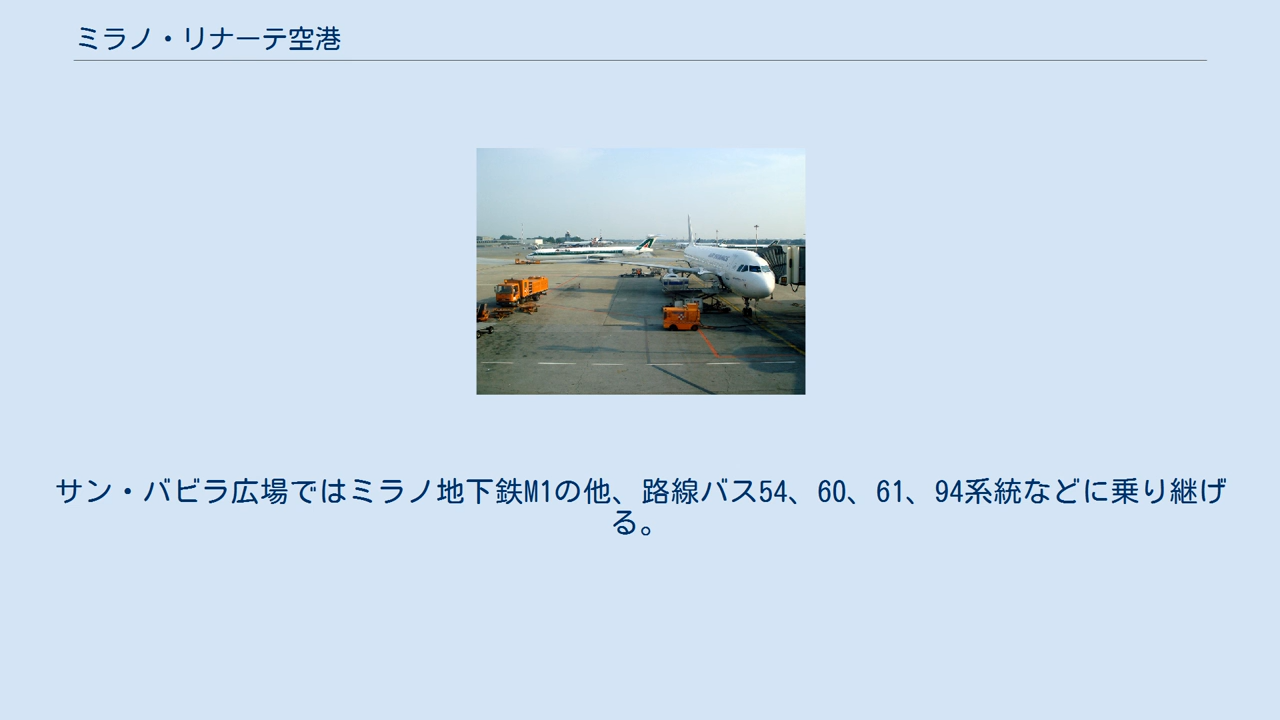 ミラノ・リナーテ空港
サン・バビラ広場ではミラノ地下鉄M1の他、路線バス54、60、61、94系統などに乗り継げ
る。